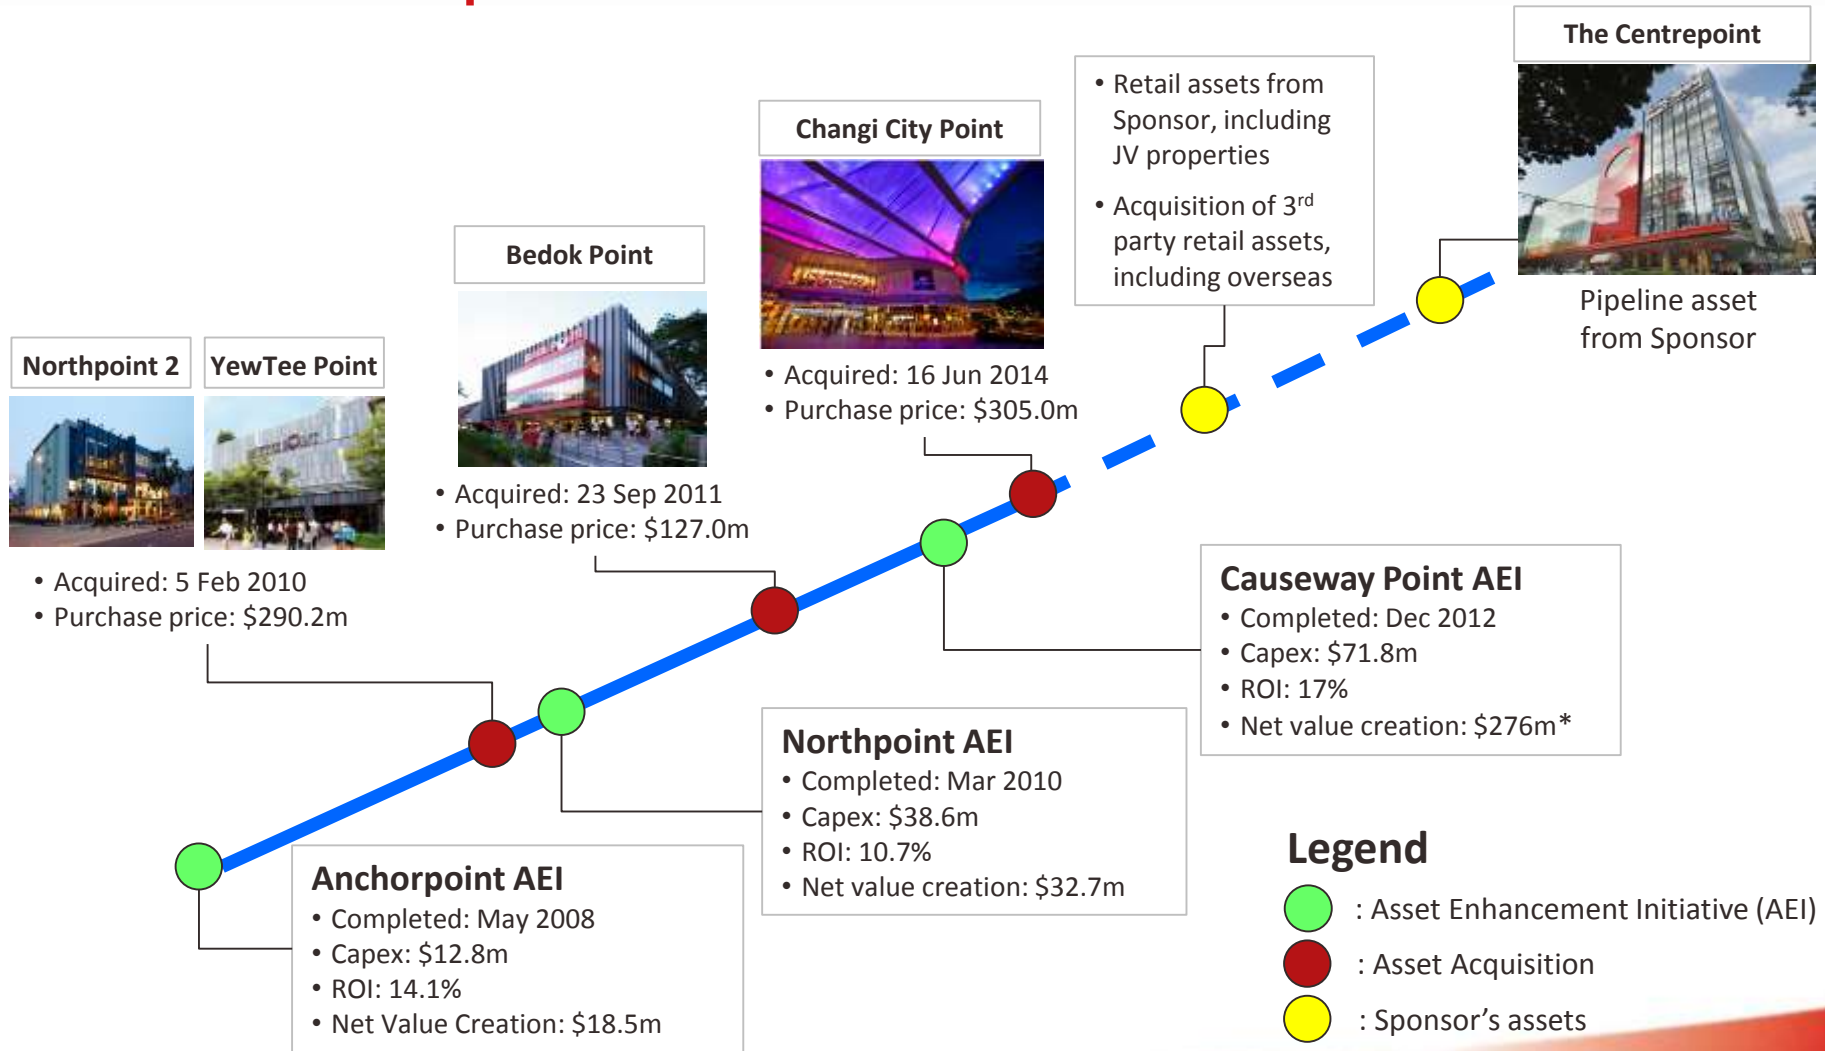 The Centrepoint
• Retail assets from
Sponsor, including
JV properties
• Acquisition of 3rd
party retail assets,
including overseas
Pipeline asset
from Sponsor
Changi City Point
• Acquired: 16 Jun 2014
• Purchase price: $305.0m
Bedok Point
• Acquired: 23 Sep 2011
• Purchase price: $127.0m
Northpoint 2
YewTee Point
• Acquired: 5 Feb 2010
• Purchase price: $290.2m
Causeway Point AEI
• Completed: Dec 2012
• Capex: $71.8m
• ROI: 17%
• Net value creation: $276m*
Northpoint AEI
• Completed: Mar 2010
• Capex: $38.6m
• ROI: 10.7%
• Net value creation: $32.7m
Anchorpoint AEI
• Completed: May 2008
• Capex: $12.8m
• ROI: 14.1%
• Net Value Creation: $18.5m
Legend
: Asset Enhancement Initiative (AEI)
: Asset Acquisition
: Sponsor’s assets